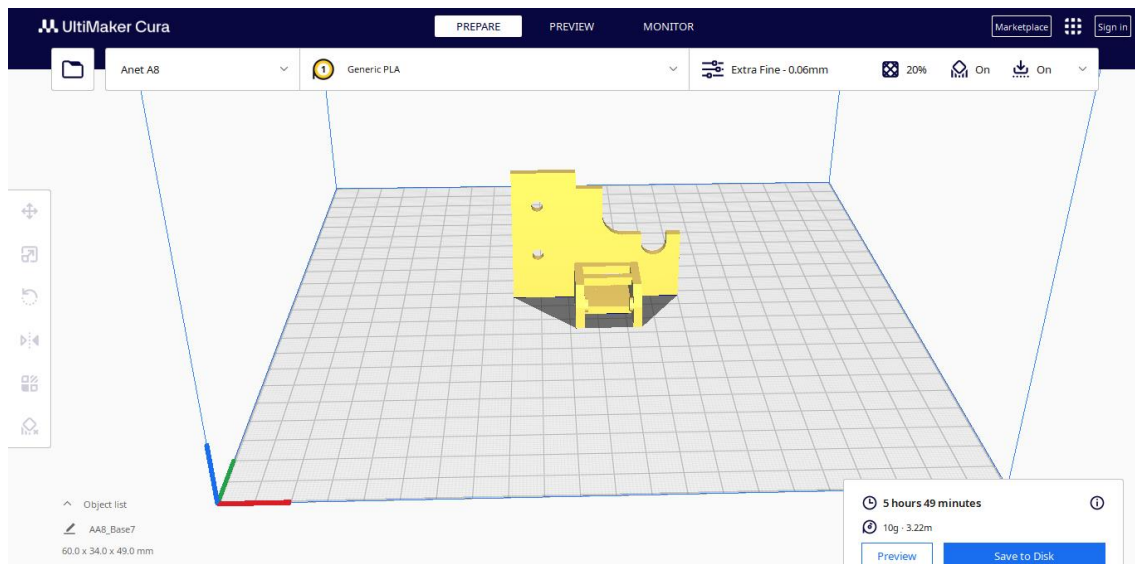 UltiMaker Cura
PREPARE
PREVIEW
MONITOR
Marketplace
Sign in
Anet A8
1
Generic PLA
Extra Fine - 0.06mm
20%
On
On
Object list
AA8_Base7
60.0 x 34.0 x 49.0 mm
5 hours 49 minutes
10g · 3.22m
Preview
Save to Disk